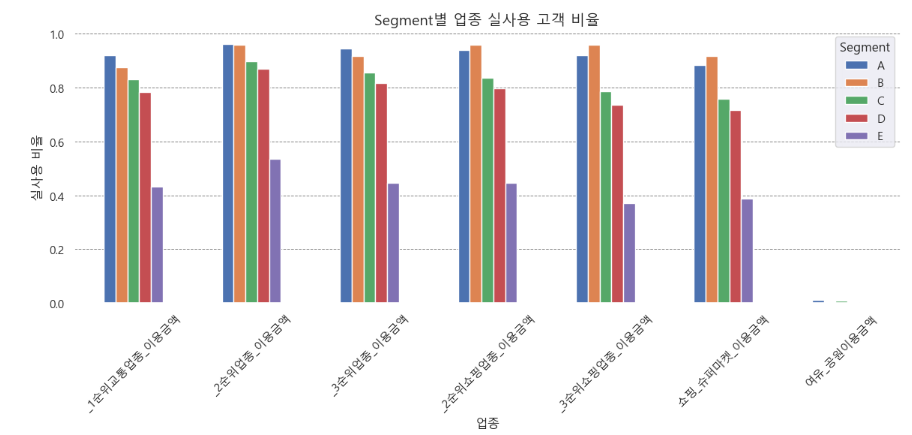 Segment별 업종 실사용 고객 비율
실사용 비율
1.0
0.8
0.6
0.4
0.2
0.0
Segment
A
B
C
D
E
_1순위교통업종_이용금액
_2순위업종_이용금액
_3순위업종_이용금액
_2순위쇼핑업종_이용금액
_3순위쇼핑업종_이용금액
쇼핑_슈퍼마켓_이용금액
여유_공원이용금액
업종